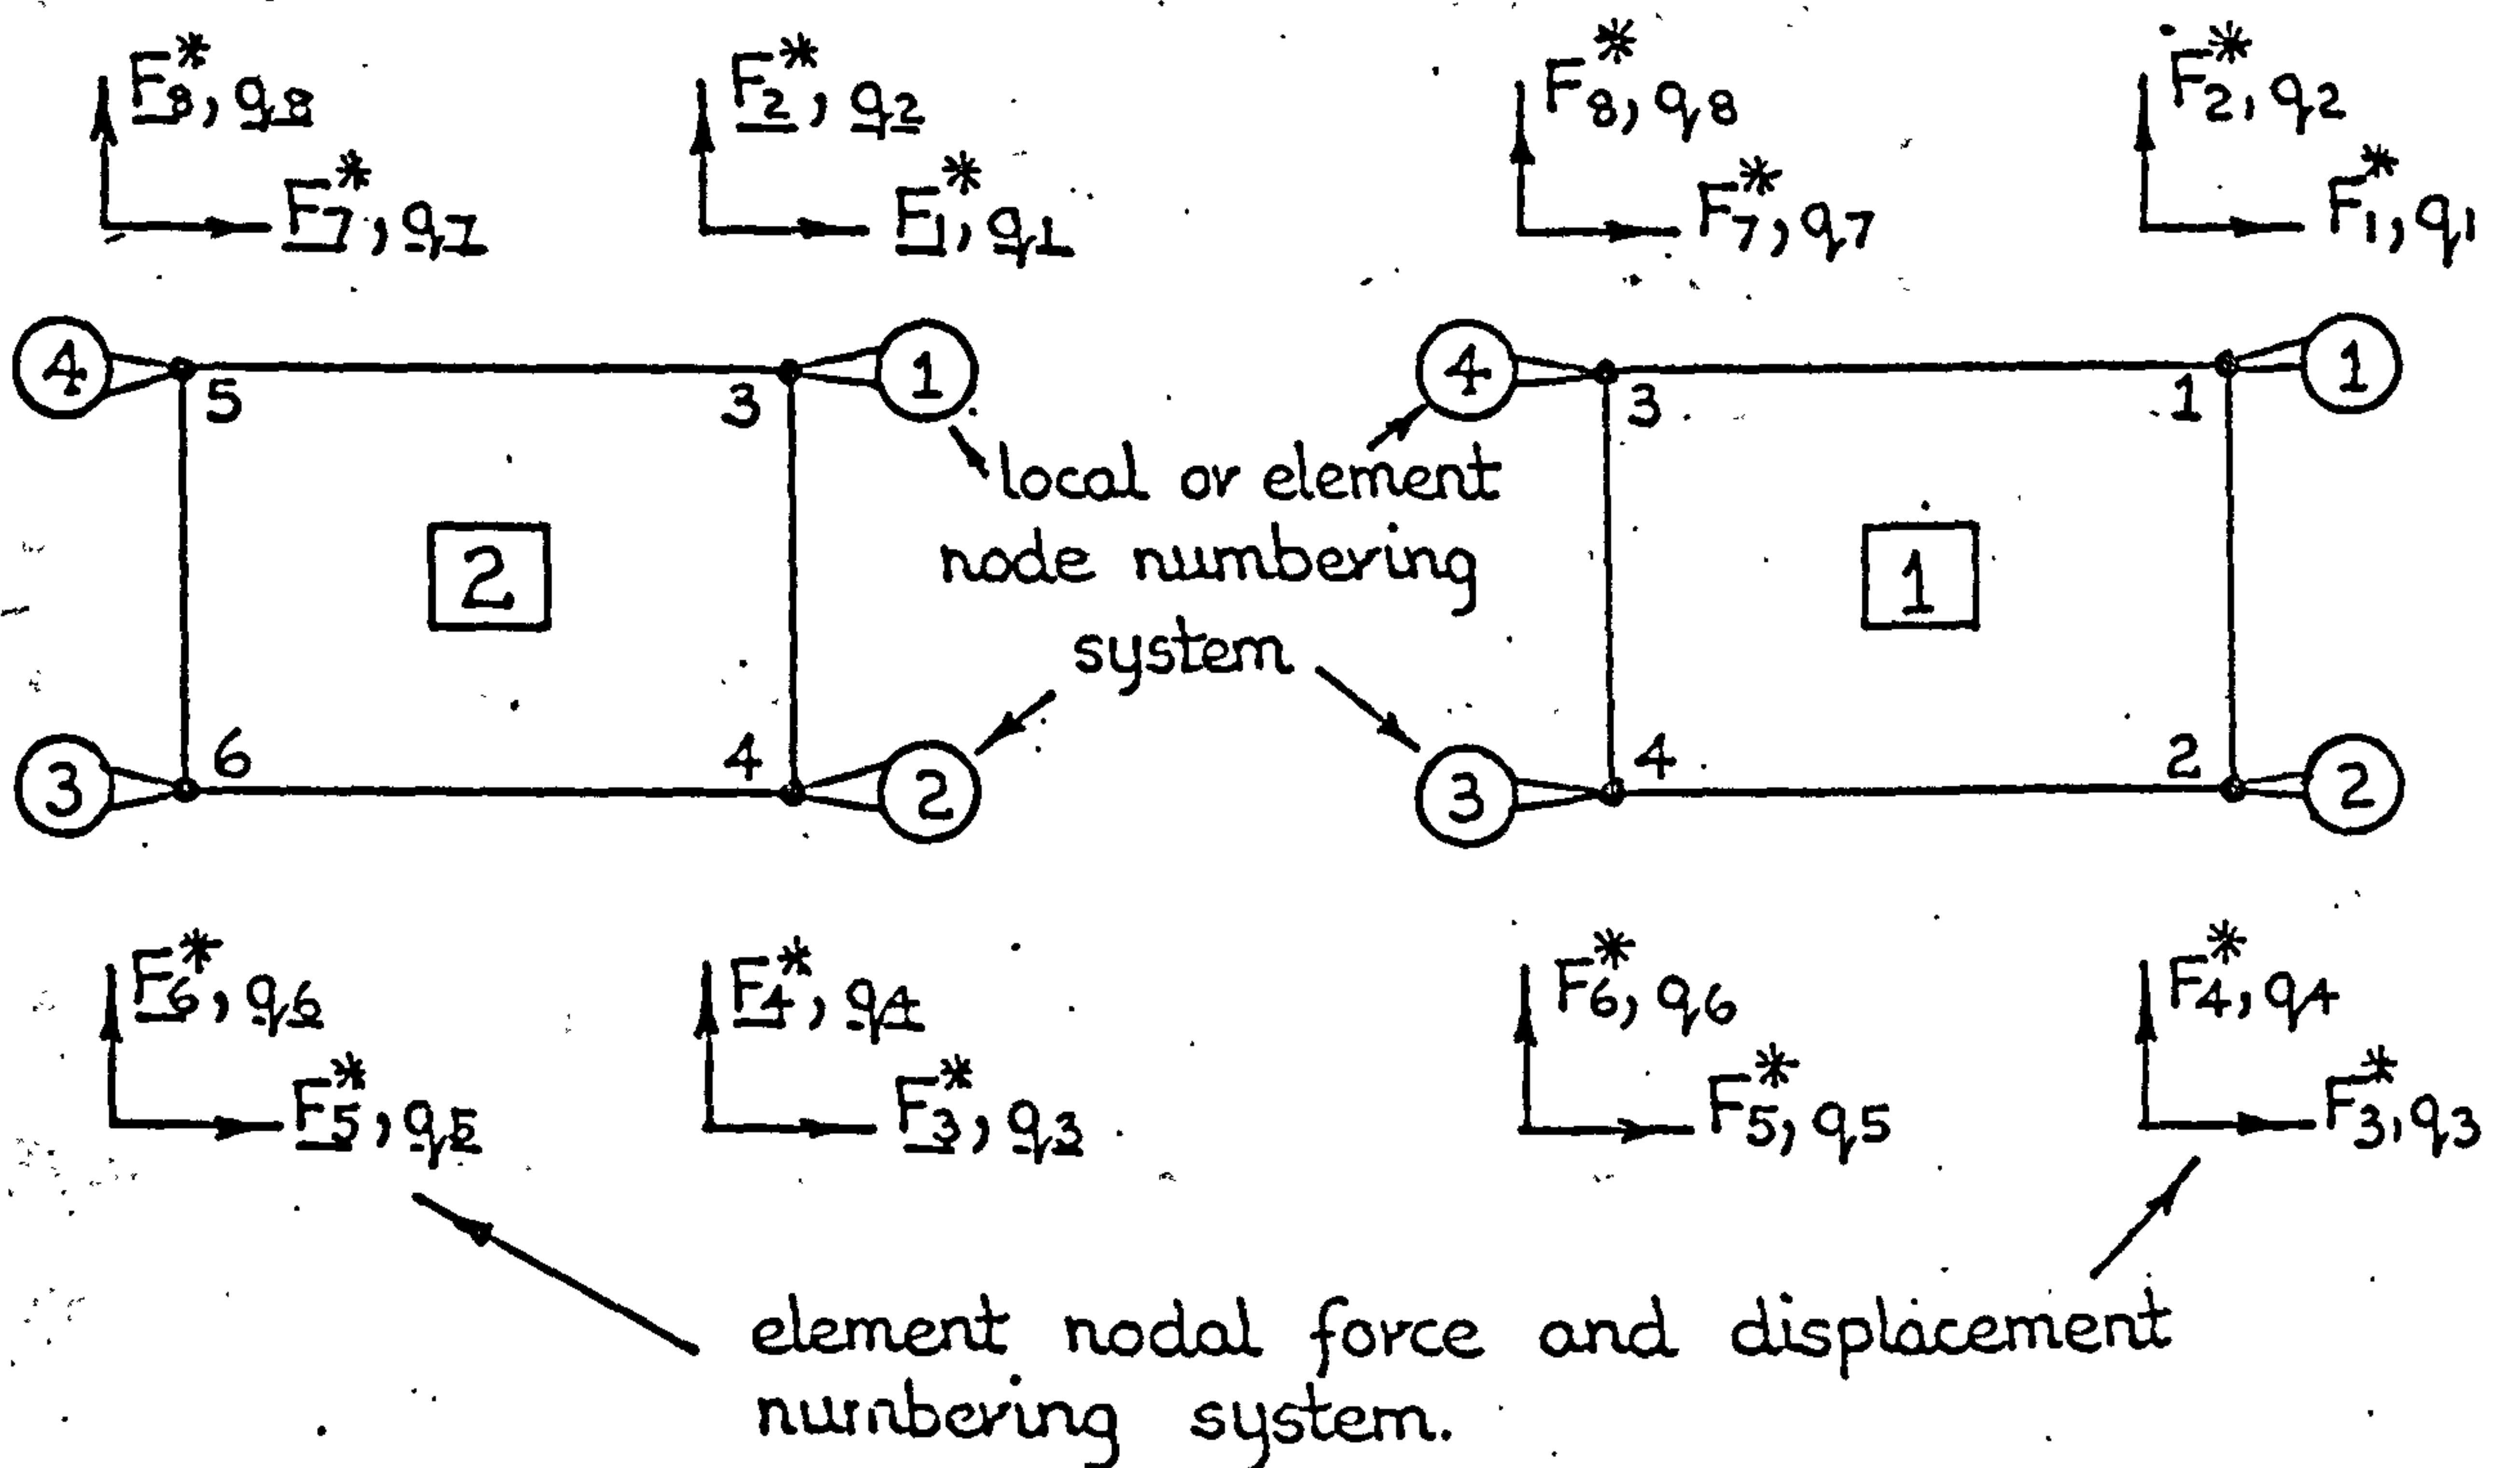 F8*, q8 F2*, q2 F8*, q8 F2*, q2
F7*, q7 F1*, q1 F7*, q7 F1*, q1
4 5 3 1 4 3 1 1
local or element
node numbering
system
2 1
3 6 4 2 3 4 2 2
F6*, q6 F4*, q4 F6*, q6 F4*, q4
F5*, q5 F3*, q3 F5*, q5 F3*, q3
element nodal force and displacement
numbering system.